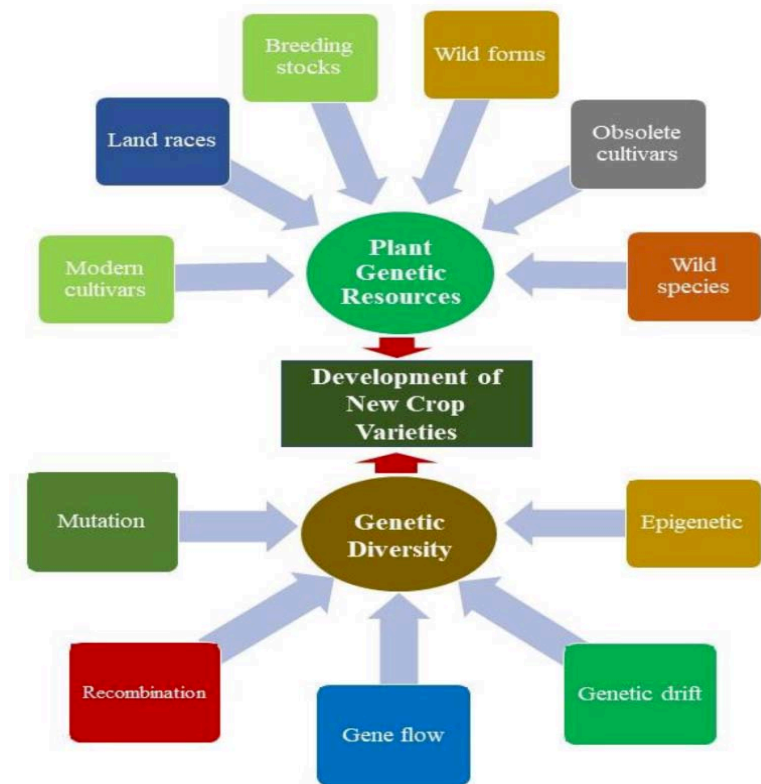 Breeding
stocks
Wild forms
Land races
Obsolete
cultivars
Plant
Genetic
Resources
Modern
cultivars
Wild
species
Development of
New Crop
Varieties
Mutation
Genetic
Diversity
Epigenetic
Recombination
Gene flow
Genetic drift